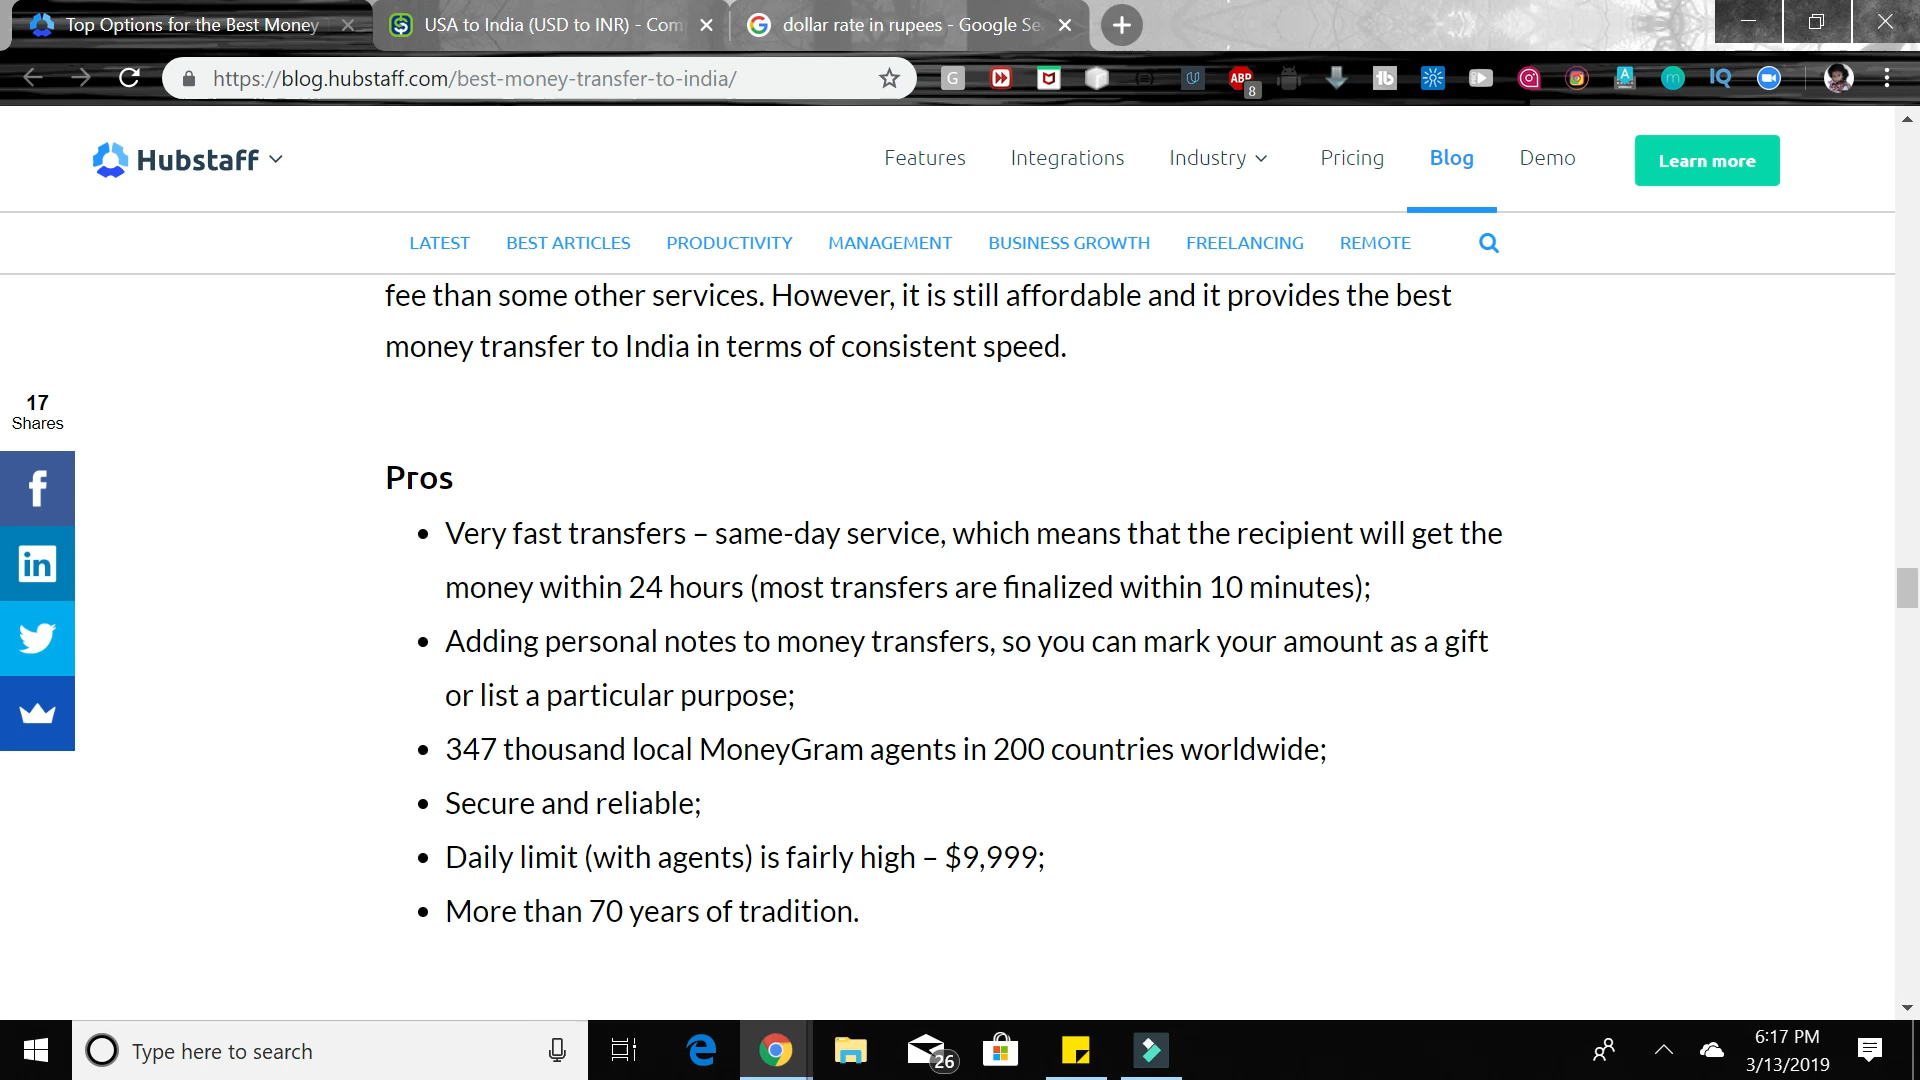 Top Options for the Best Money
USA to India (USD to INR) - Com
dollar rate in rupees - Google Se
https://blog.hubstaff.com/best-money-transfer-to-india/
G
ABP
8
IQ
Hubstaff
Features
Integrations
Industry
Pricing
Blog
Demo
Learn more
LATEST
BEST ARTICLES
PRODUCTIVITY
MANAGEMENT
BUSINESS GROWTH
FREELANCING
REMOTE
fee than some other services. However, it is still affordable and it provides the best
money transfer to India in terms of consistent speed.
17
Shares
Pros
• Very fast transfers – same-day service, which means that the recipient will get the
money within 24 hours (most transfers are finalized within 10 minutes);
• Adding personal notes to money transfers, so you can mark your amount as a gift
or list a particular purpose;
• 347 thousand local MoneyGram agents in 200 countries worldwide;
• Secure and reliable;
• Daily limit (with agents) is fairly high – $9,999;
• More than 70 years of tradition.
Type here to search
26
6:17 PM
3/13/2019